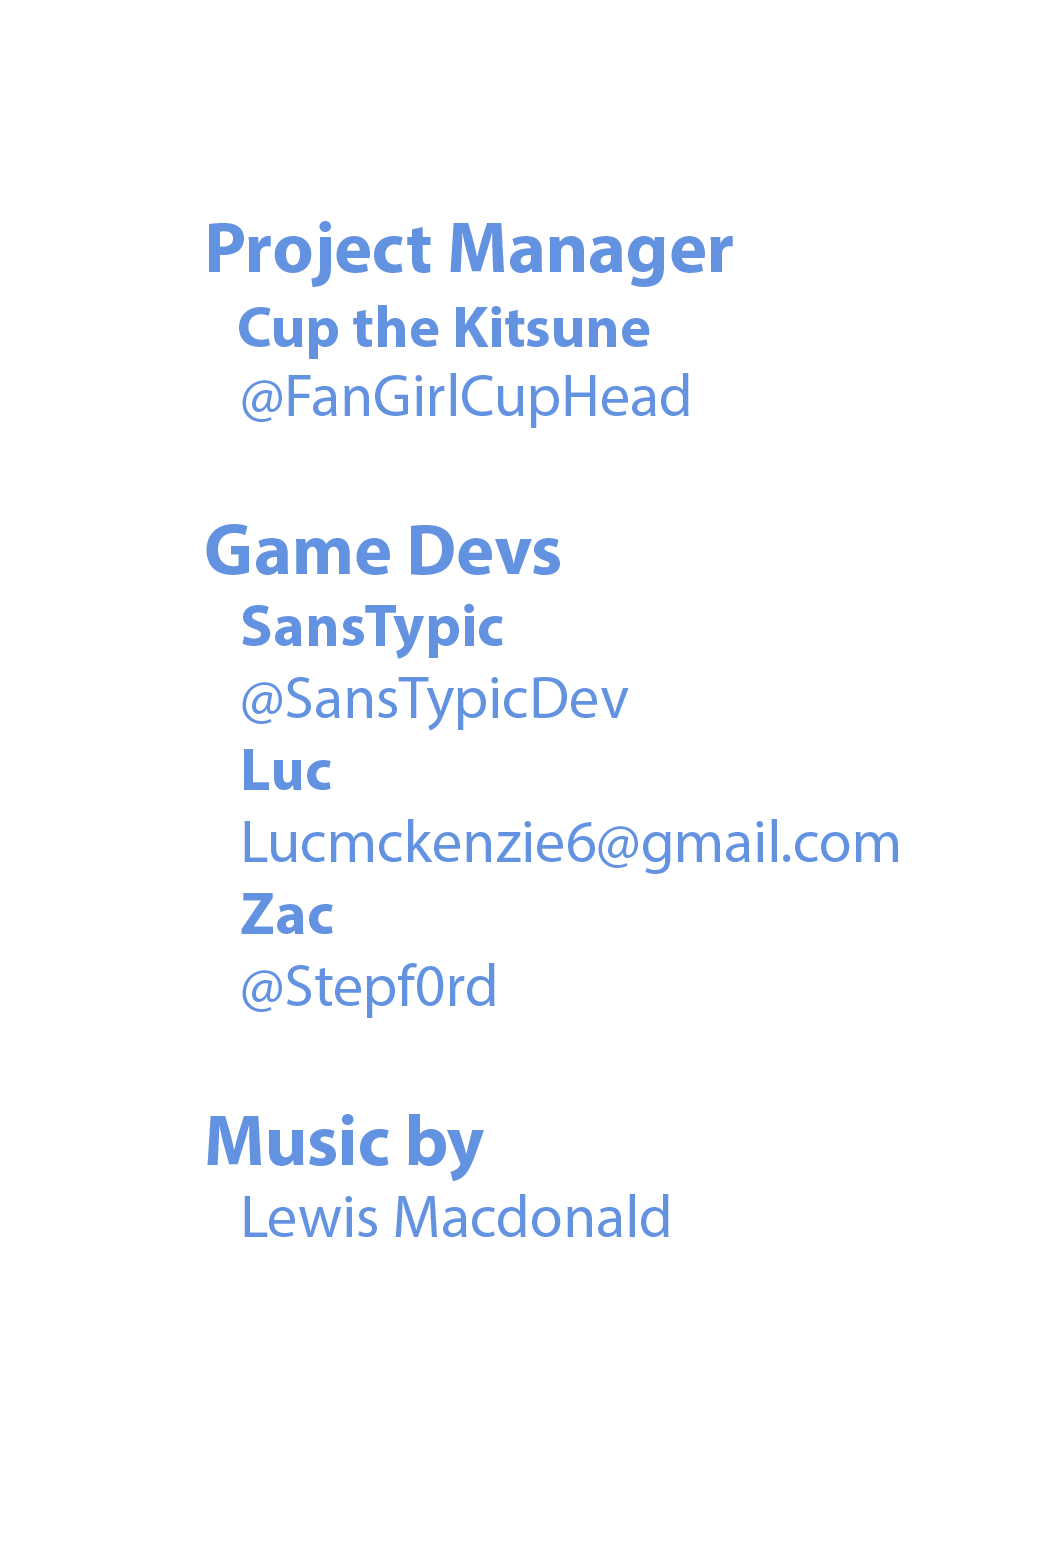 Project Manager
Cup the Kitsune
@FanGirlCupHead
Game Devs
SansTypic
@SansTypicDev
Luc
Lucmckenzie6@gmail.com
Zac
@Stepf0rd
Music by
Lewis Macdonald